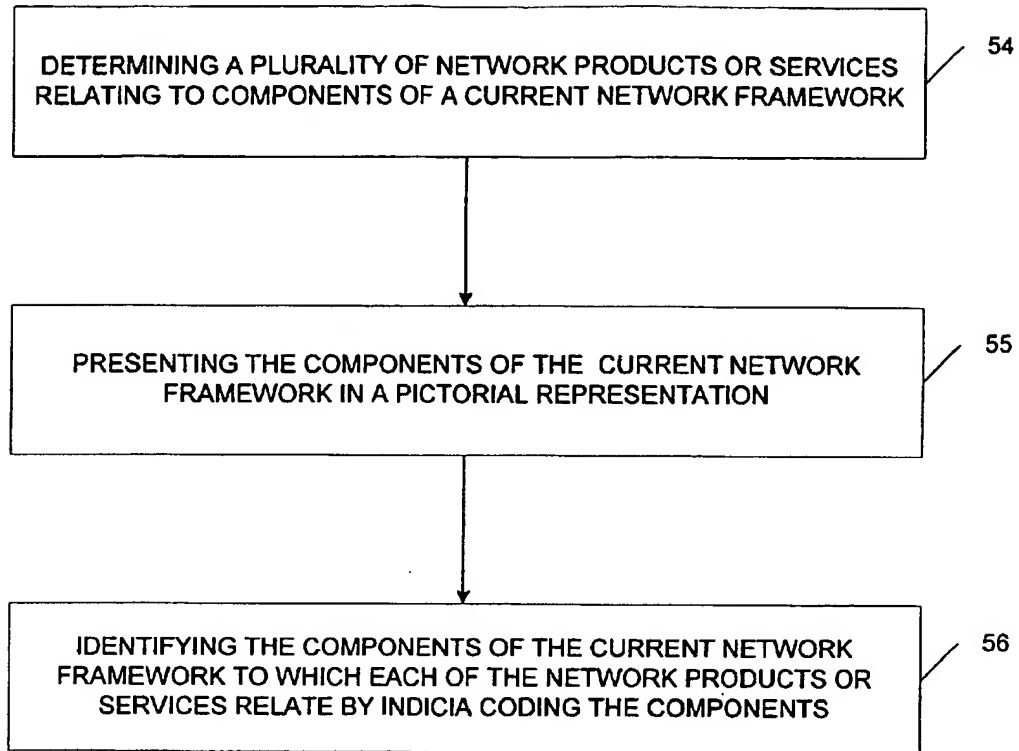 DETERMINING A PLURALITY OF NETWORK PRODUCTS OR SERVICES
RELATING TO COMPONENTS OF A CURRENT NETWORK FRAMEWORK
54
PRESENTING THE COMPONENTS OF THE CURRENT NETWORK
FRAMEWORK IN A PICTORIAL REPRESENTATION
55
IDENTIFYING THE COMPONENTS OF THE CURRENT NETWORK
FRAMEWORK TO WHICH EACH OF THE NETWORK PRODUCTS OR
SERVICES RELATE BY INDICIA CODING THE COMPONENTS
56